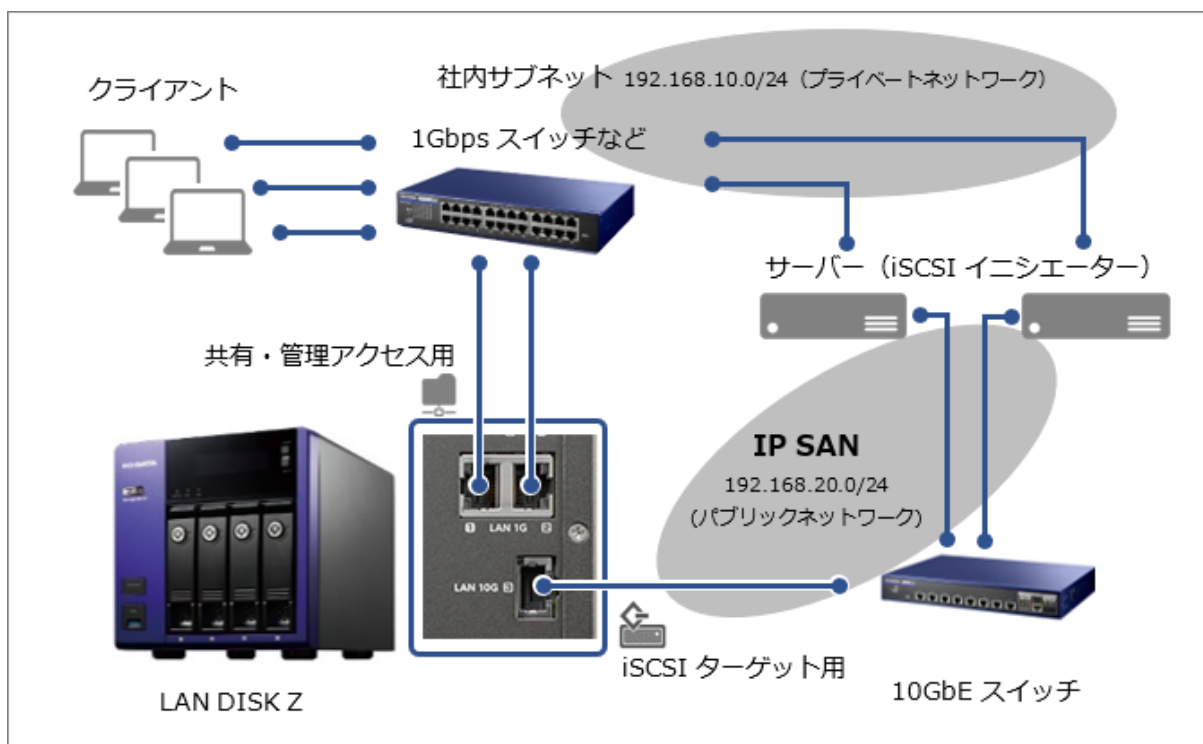 社内サブネット 192.168.10.0/24（プライベートネットワーク）
クライアント
1Gbps スイッチなど
サーバー（iSCSI イニシエーター）
共有・管理アクセス用
IP SAN
192.168.20.0/24
(パブリックネットワーク)
I-O DATA
1 LAN 1G 2
LAN 10G 3
iSCSI ターゲット用
LAN DISK Z
10GbE スイッチ